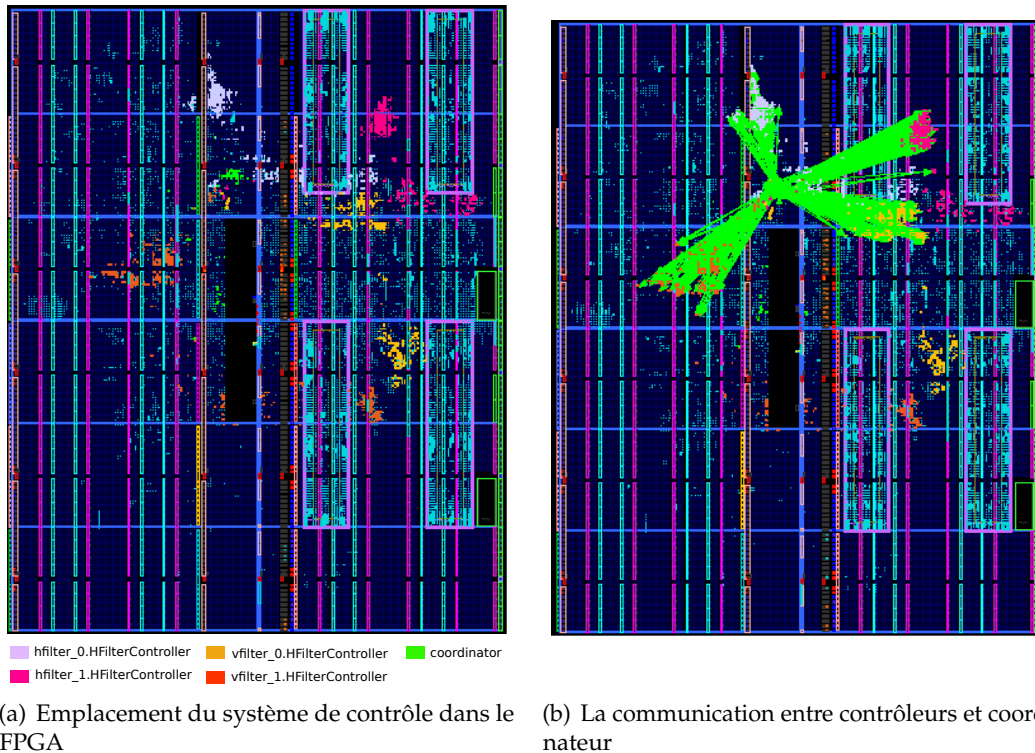 hfilter_0.HFilterController vfilter_0.HFilterController coordinator
hfilter_1.HFilterController vfilter_1.HFilterController
(a) Emplacement du système de contrôle dans le
FPGA
(b) La communication entre contrôleurs et coor
nateur